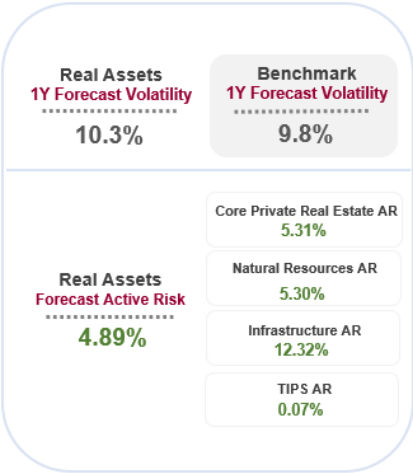 Real Assets
1Y Forecast Volatility
10.3%
Benchmark
1Y Forecast Volatility
9.8%
Real Assets
Forecast Active Risk
4.89%
Core Private Real Estate AR
5.31%
Natural Resources AR
5.30%
Infrastructure AR
12.32%
TIPS AR
0.07%